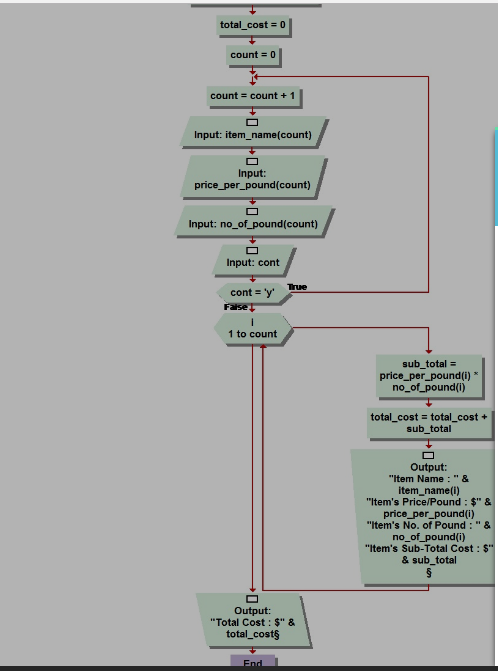 total_cost = 0
count = 0
count = count + 1
Input: item_name(count)
Input:
price_per_pound(count)
Input: no_of_pound(count)
Input: cont
cont = 'y'
True
False
i
1 to count
sub_total =
price_per_pound(i) *
no_of_pound(i)
total_cost = total_cost +
sub_total
Output:
"Item Name : " &
item_name(i)
"Item's Price/Pound : $" &
price_per_pound(i)
"Item's No. of Pound : " &
no_of_pound(i)
"Item's Sub-Total Cost : $"
& sub_total
§
Output:
"Total Cost : $" &
total_cost§
End